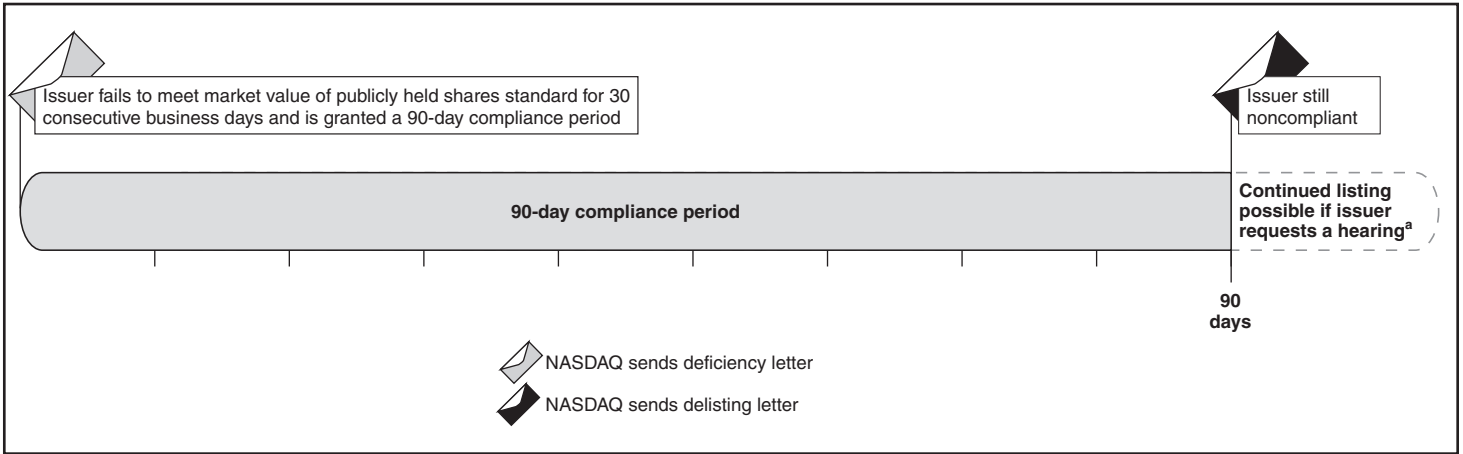 Issuer fails to meet market value of publicly held shares standard for 30
consecutive business days and is granted a 90-day compliance period
Issuer still
noncompliant
90-day compliance period
Continued listing
possible if issuer
requests a hearingª
90
days
NASDAQ sends deficiency letter
NASDAQ sends delisting letter